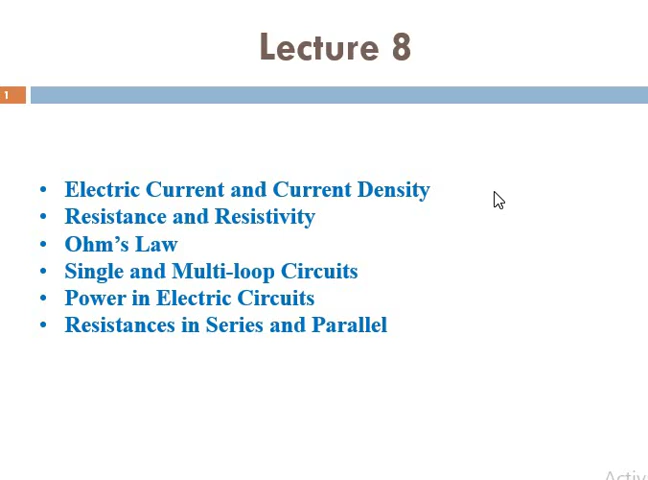 Lecture 8
1
• Electric Current and Current Density
• Resistance and Resistivity
• Ohm's Law
• Single and Multi-loop Circuits
• Power in Electric Circuits
• Resistances in Series and Parallel